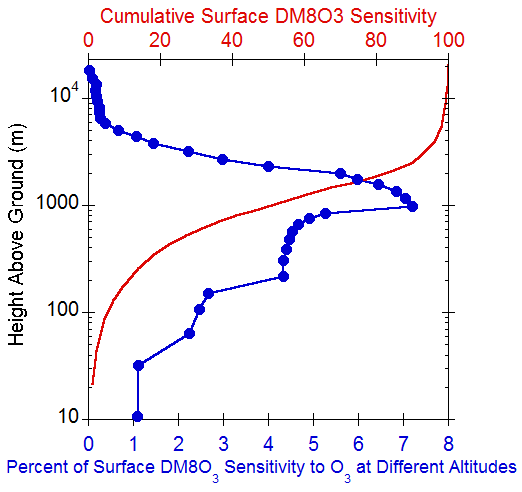 Cumulative Surface DM8O3 Sensitivity
0 20 40 60 80 100
Height Above Ground (m)
10⁴
1000
100
10
0 1 2 3 4 5 6 7 8
Percent of Surface DM8O₃ Sensitivity to O₃ at Different Altitudes